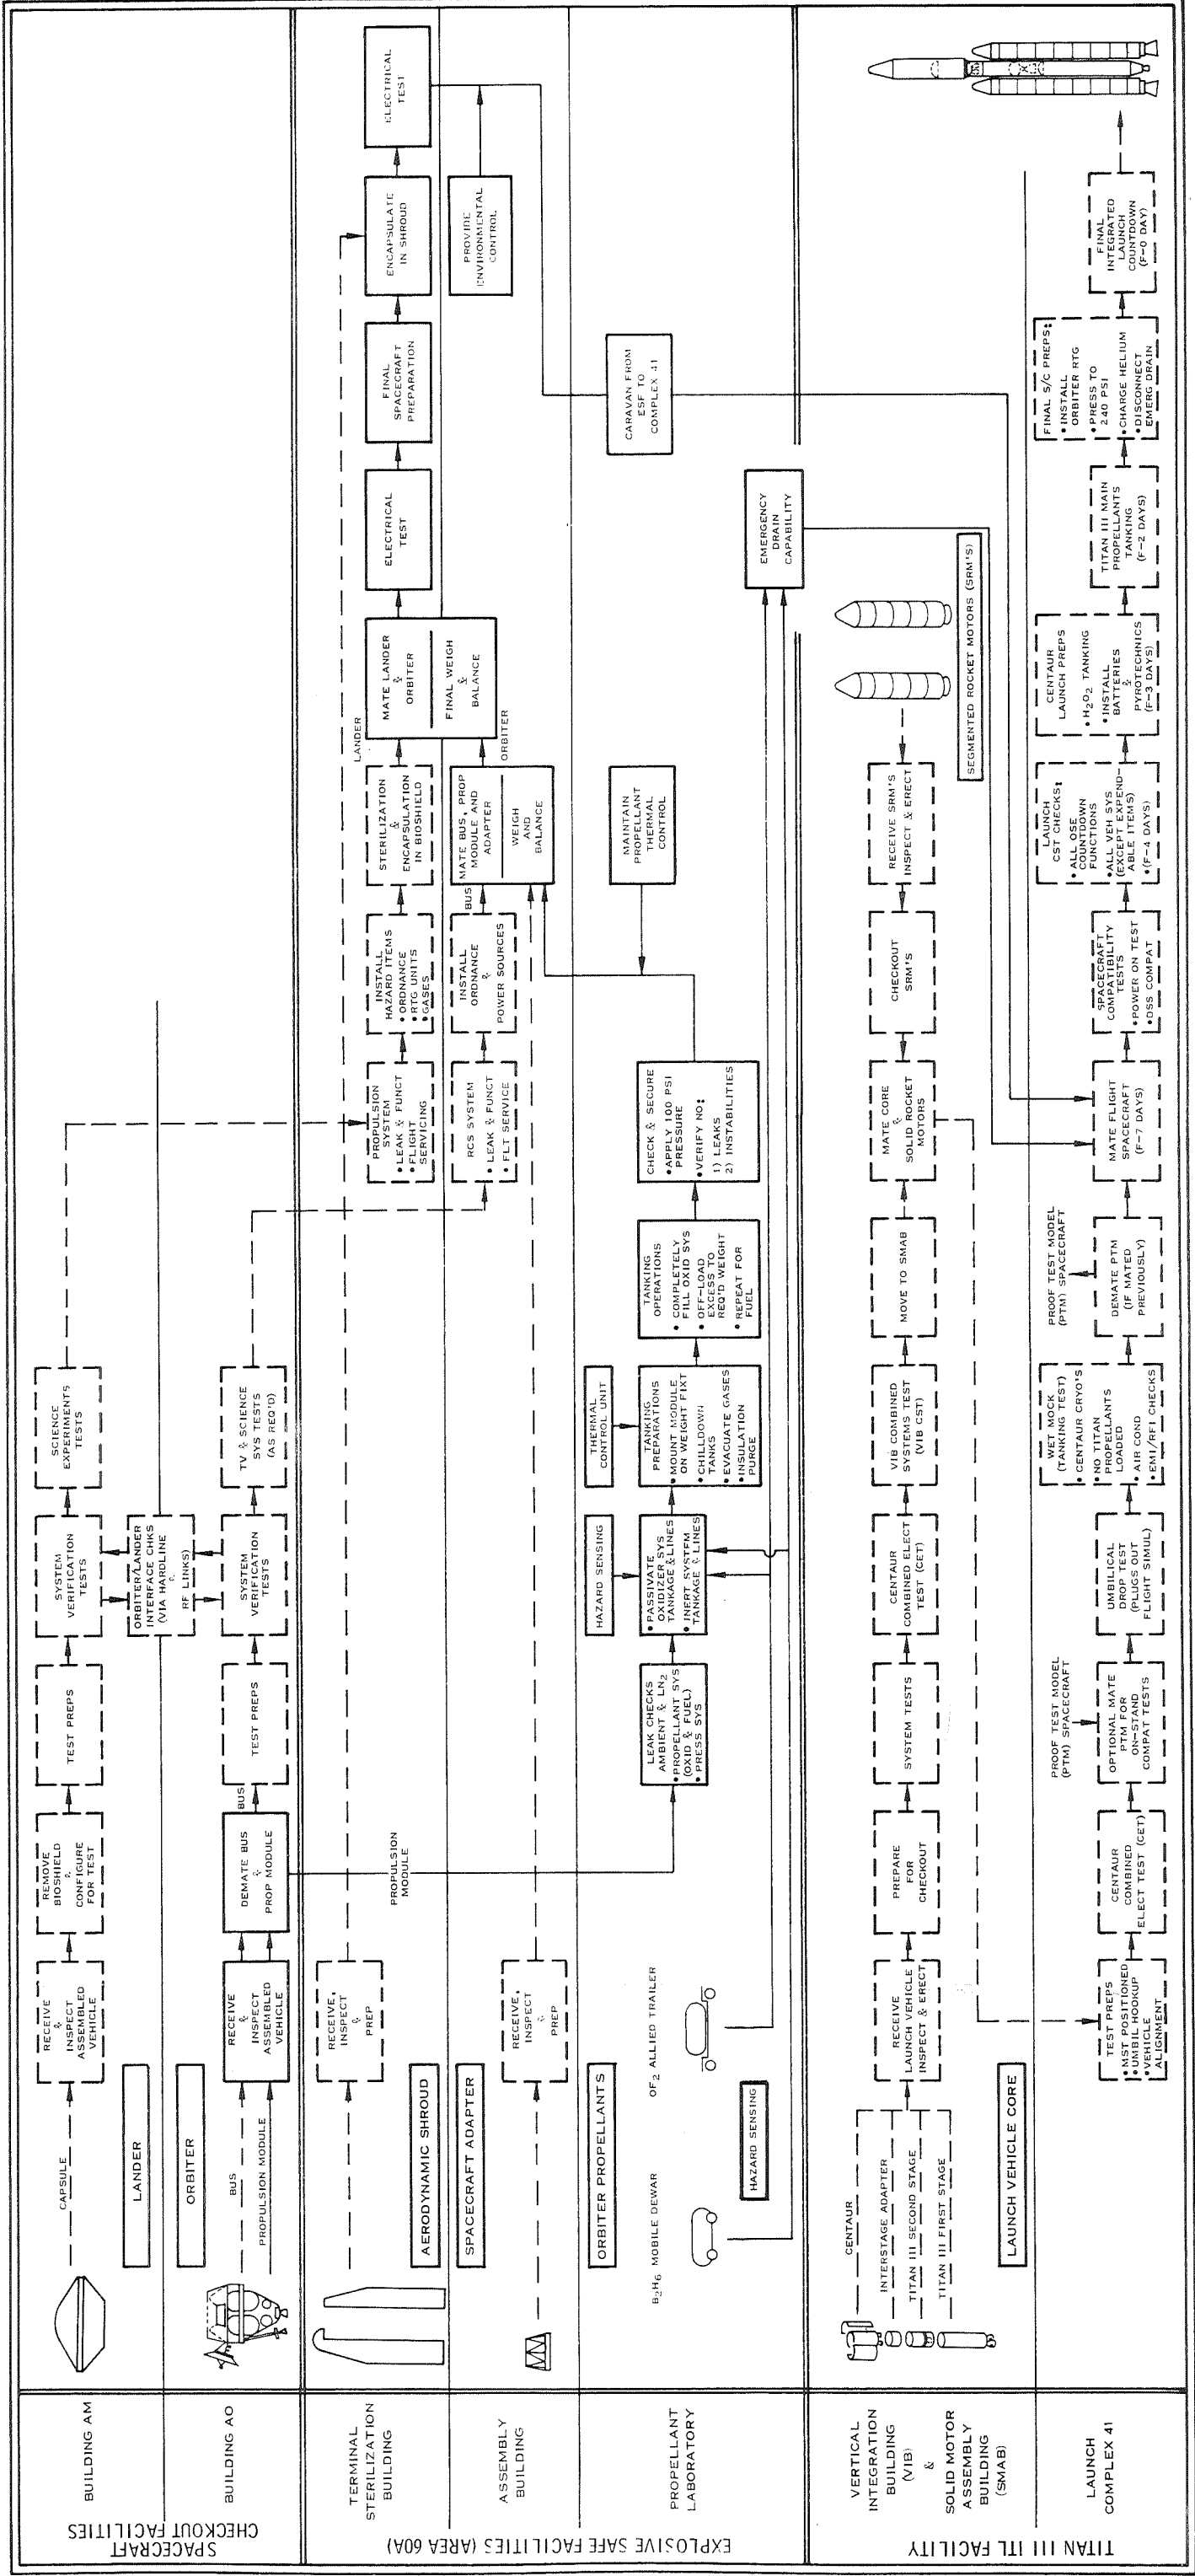 SPACECRAFT
CHECKOUT FACILITIES
BUILDING AM
CAPSULE
LANDER
RECEIVE
&
INSPECT
ASSEMBLED
VEHICLE
REMOVE
BIOSHIELD
&
CONFIGURE
FOR TEST
TEST PREPS
SYSTEM
VERIFICATION
TESTS
SCIENCE
EXPERIMENTS
TESTS
ORBITER/LANDER
INTERFACE CHKS
(VIA HARDLINE
&
RF LINKS)
BUILDING AO
ORBITER
BUS
PROPULSION MODULE
RECEIVE
&
INSPECT
ASSEMBLED
VEHICLE
DEMATE BUS
&
PROP MODULE
BUS
TEST PREPS
SYSTEM
VERIFICATION
TESTS
TV & SCIENCE
SYS TESTS
(AS REQ'D)
PROPULSION
MODULE
EXPLOSIVE SAFE FACILITIES (AREA 60A)
TERMINAL
STERILIZATION
BUILDING
AERODYNAMIC SHROUD
RECEIVE,
INSPECT
&
PREP
PROPULSION
SYSTEM
•LEAK & FUNCT
•FLIGHT
SERVICING
INSTALL
HAZARD ITEMS
•ORDNANCE
•RTG UNITS
•GASES
STERILIZATION
&
ENCAPSULATION
IN BIOSHIELD
LANDER
MATE LANDER
&
ORBITER
FINAL WEIGH
&
BALANCE
ELECTRICAL
TEST
FINAL
SPACECRAFT
PREPARATION
ENCAPSULATE
IN SHROUD
ELECTRICAL
TEST
ASSEMBLY
BUILDING
SPACECRAFT ADAPTER
RECEIVE,
INSPECT
&
PREP
RCS SYSTEM
• LEAK & FUNCT
• FLT SERVICE
INSTALL
ORDNANCE
&
POWER SOURCES
BUS
MATE BUS, PROP
MODULE AND
ADAPTER
WEIGH
AND
BALANCE
ORBITER
PROVIDE
ENVIRONMENTAL
CONTROL
PROPELLANT
LABORATORY
ORBITER PROPELLANTS
B2H6 MOBILE DEWAR
OF2 ALLIED TRAILER
HAZARD SENSING
LEAK CHECKS
AMBIENT & LN2
•PROPELLANT SYS
(OXID & FUEL)
•PRESS SYS
HAZARD SENSING
•PASSIVATE
OXIDIZER SYS
TANKAGE & LINES
•INERT SYSTEM
TANKAGE & LINES
THERMAL
CONTROL UNIT
TANKING
PREPARATIONS
•MOUNT MODULE
ON WEIGHT FIXT
•CHILLDOWN
TANKS
•EVACUATE GASES
•INSULATION
PURGE
TANKING
OPERATIONS
• COMPLETELY
FILL OXID SYS
• OFF-LOAD
EXCESS TO
REQ'D WEIGHT
• REPEAT FOR
FUEL
CHECK & SECURE
•APPLY 100 PSI
PRESSURE
•VERIFY NO:
1) LEAKS
2) INSTABILITIES
MAINTAIN
PROPELLANT
THERMAL
CONTROL
CARAVAN FROM
ESF TO
COMPLEX 41
EMERGENCY
DRAIN
CAPABILITY
TITAN III ITL FACILITY
VERTICAL
INTEGRATION
BUILDING
(VIB)
&
SOLID MOTOR
ASSEMBLY
BUILDING
(SMAB)
CENTAUR
INTERSTAGE ADAPTER
TITAN III SECOND STAGE
TITAN III FIRST STAGE
LAUNCH VEHICLE CORE
RECEIVE
LAUNCH VEHICLE
INSPECT & ERECT
PREPARE
FOR
CHECKOUT
SYSTEM TESTS
CENTAUR
COMBINED ELECT
TEST (CET)
VIB COMBINED
SYSTEMS TEST
(VIB CST)
MOVE TO SMAB
MATE CORE
&
SOLID ROCKET
MOTORS
CHECKOUT
SRM'S
RECEIVE SRM'S
INSPECT & ERECT
SEGMENTED ROCKET MOTORS (SRM'S)
LAUNCH
COMPLEX 41
TEST PREPS
•MST POSITIONED
•UMBIL HOOKUP
•VEHICLE
ALIGNMENT
CENTAUR
COMBINED
ELECT TEST (CET)
PROOF TEST MODEL
(PTM) SPACECRAFT
OPTIONAL MATE
PTM FOR
ON-STAND
COMPAT TESTS
UMBILICAL
DROP TEST
(PLUGS OUT
FLIGHT SIMUL)
WET MOCK
(TANKING TEST)
• CENTAUR CRYO'S
• NO TITAN
PROPELLANTS
LOADED
• AIR COND
• EMI/RFI CHECKS
PROOF TEST MODEL
(PTM) SPACECRAFT
DEMATE PTM
(IF MATED
PREVIOUSLY)
MATE FLIGHT
SPACECRAFT
(F-7 DAYS)
SPACECRAFT
COMPATIBILITY
TESTS
•POWER ON TEST
•DSS COMPAT
LAUNCH
CST CHECKS:
• ALL OSE
COUNTDOWN
FUNCTIONS
•ALL VEH SYS
(EXCEPT EXPEND-
ABLE ITEMS)
•(F-4 DAYS)
CENTAUR
LAUNCH PREPS
•H2O2 TANKING
•INSTALL
BATTERIES
&
PYROTECHNICS
(F-3 DAYS)
TITAN III MAIN
PROPELLANTS
TANKING
(F-2 DAYS)
FINAL S/C PREPS:
•INSTALL
ORBITER RTG
•PRESS TO
240 PSI
•CHARGE HELIUM
•DISCONNECT
EMERG DRAIN
FINAL
INTEGRATED
LAUNCH
COUNTDOWN
(F-0 DAY)